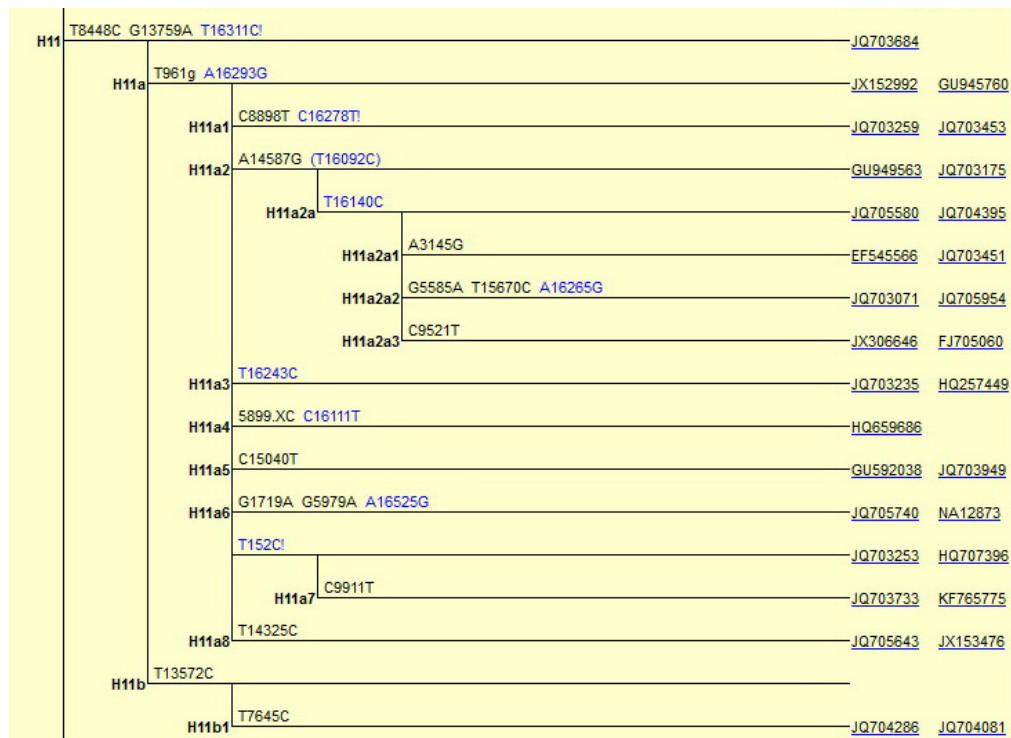 T8448C G13759A T16311C!
H11 JQ703684
T961g A16293G
H11a JX152992 GU945760
C8898T C16278T!
H11a1 JQ703259 JQ703453
A14587G (T16092C)
H11a2 GU949563 JQ703175
T16140C
H11a2a JQ705580 JQ704395
A3145G
H11a2a1 EF545566 JQ703451
G5585A T15670C A16265G
H11a2a2 JQ703071 JQ705954
C9521T
H11a2a3 JX306646 FJ705060
T16243C
H11a3 JQ703235 HQ257449
5899.XC C16111T
H11a4 HQ659686
C15040T
H11a5 GU592038 JQ703949
G1719A G5979A A16525G
H11a6 JQ705740 NA12873
T152C!
JQ703253 HQ707396
C9911T
H11a7 JQ703733 KF765775
T14325C
H11a8 JQ705643 JX153476
T13572C
H11b
T7645C
H11b1 JQ704286 JQ704081